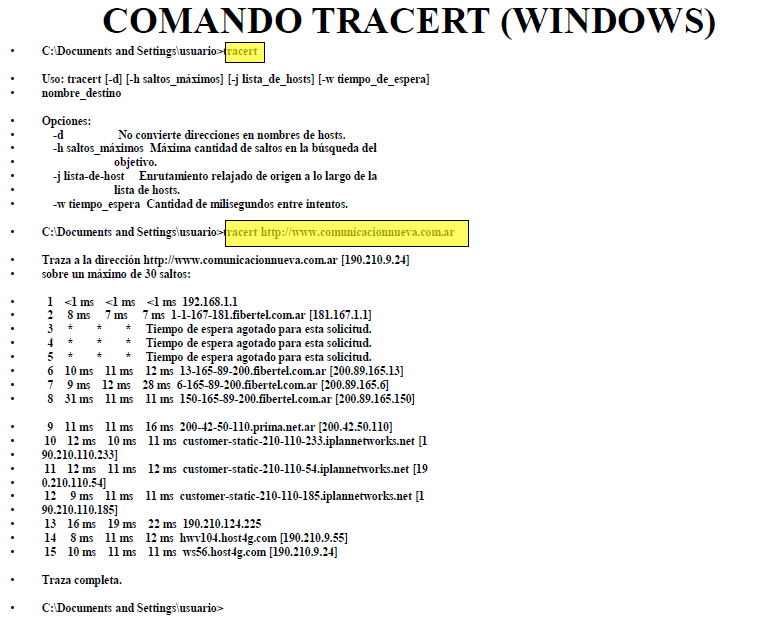 COMANDO TRACERT (WINDOWS)
• C:\Documents and Settings\usuario>tracert
• Uso: tracert [-d] [-h saltos_máximos] [-j lista_de_hosts] [-w tiempo_de_espera]
• nombre_destino
• Opciones:
• -d No convierte direcciones en nombres de hosts.
• -h saltos_máximos Máxima cantidad de saltos en la búsqueda del
• objetivo.
• -j lista-de-host Enrutamiento relajado de origen a lo largo de la
• lista de hosts.
• -w tiempo_espera Cantidad de milisegundos entre intentos.
• C:\Documents and Settings\usuario>tracert http://www.comunicacionnueva.com.ar
• Traza a la dirección http://www.comunicacionnueva.com.ar [190.210.9.24]
• sobre un máximo de 30 saltos:
• 1 <1 ms <1 ms <1 ms 192.168.1.1
• 2 8 ms 7 ms 7 ms 1-1-167-181.fibertel.com.ar [181.167.1.1]
• 3 * * * Tiempo de espera agotado para esta solicitud.
• 4 * * * Tiempo de espera agotado para esta solicitud.
• 5 * * * Tiempo de espera agotado para esta solicitud.
• 6 10 ms 11 ms 12 ms 13-165-89-200.fibertel.com.ar [200.89.165.13]
• 7 9 ms 12 ms 28 ms 6-165-89-200.fibertel.com.ar [200.89.165.6]
• 8 31 ms 11 ms 11 ms 150-165-89-200.fibertel.com.ar [200.89.165.150]
• 9 11 ms 11 ms 16 ms 200-42-50-110.prima.net.ar [200.42.50.110]
• 10 12 ms 10 ms 11 ms customer-static-210-110-233.iplannetworks.net [1
• 90.210.110.233]
• 11 12 ms 11 ms 12 ms customer-static-210-110-54.iplannetworks.net [19
• 0.210.110.54]
• 12 9 ms 11 ms 11 ms customer-static-210-110-185.iplannetworks.net [1
• 90.210.110.185]
• 13 16 ms 19 ms 22 ms 190.210.124.225
• 14 8 ms 11 ms 12 ms hwv104.host4g.com [190.210.9.55]
• 15 10 ms 11 ms 11 ms ws56.host4g.com [190.210.9.24]
• Traza completa.
• C:\Documents and Settings\usuario>